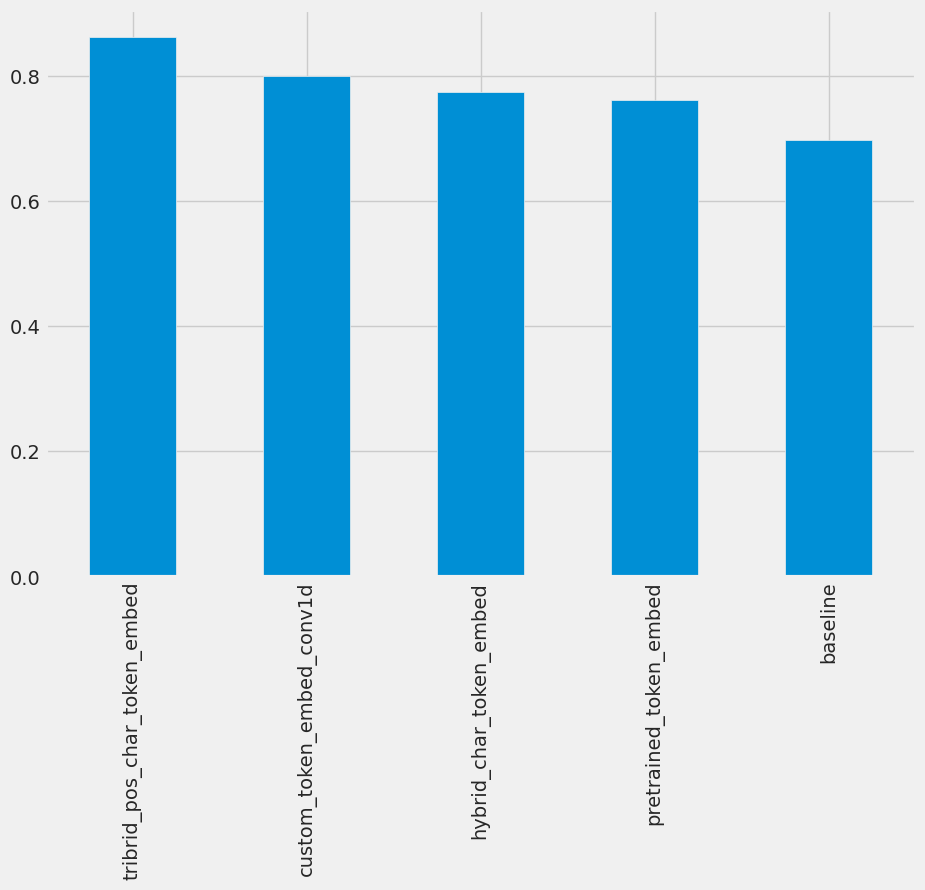 0.8
0.6
0.4
0.2
0.0
tribrid_pos_char_token_embed
custom_token_embed_conv1d
hybrid_char_token_embed
pretrained_token_embed
baseline